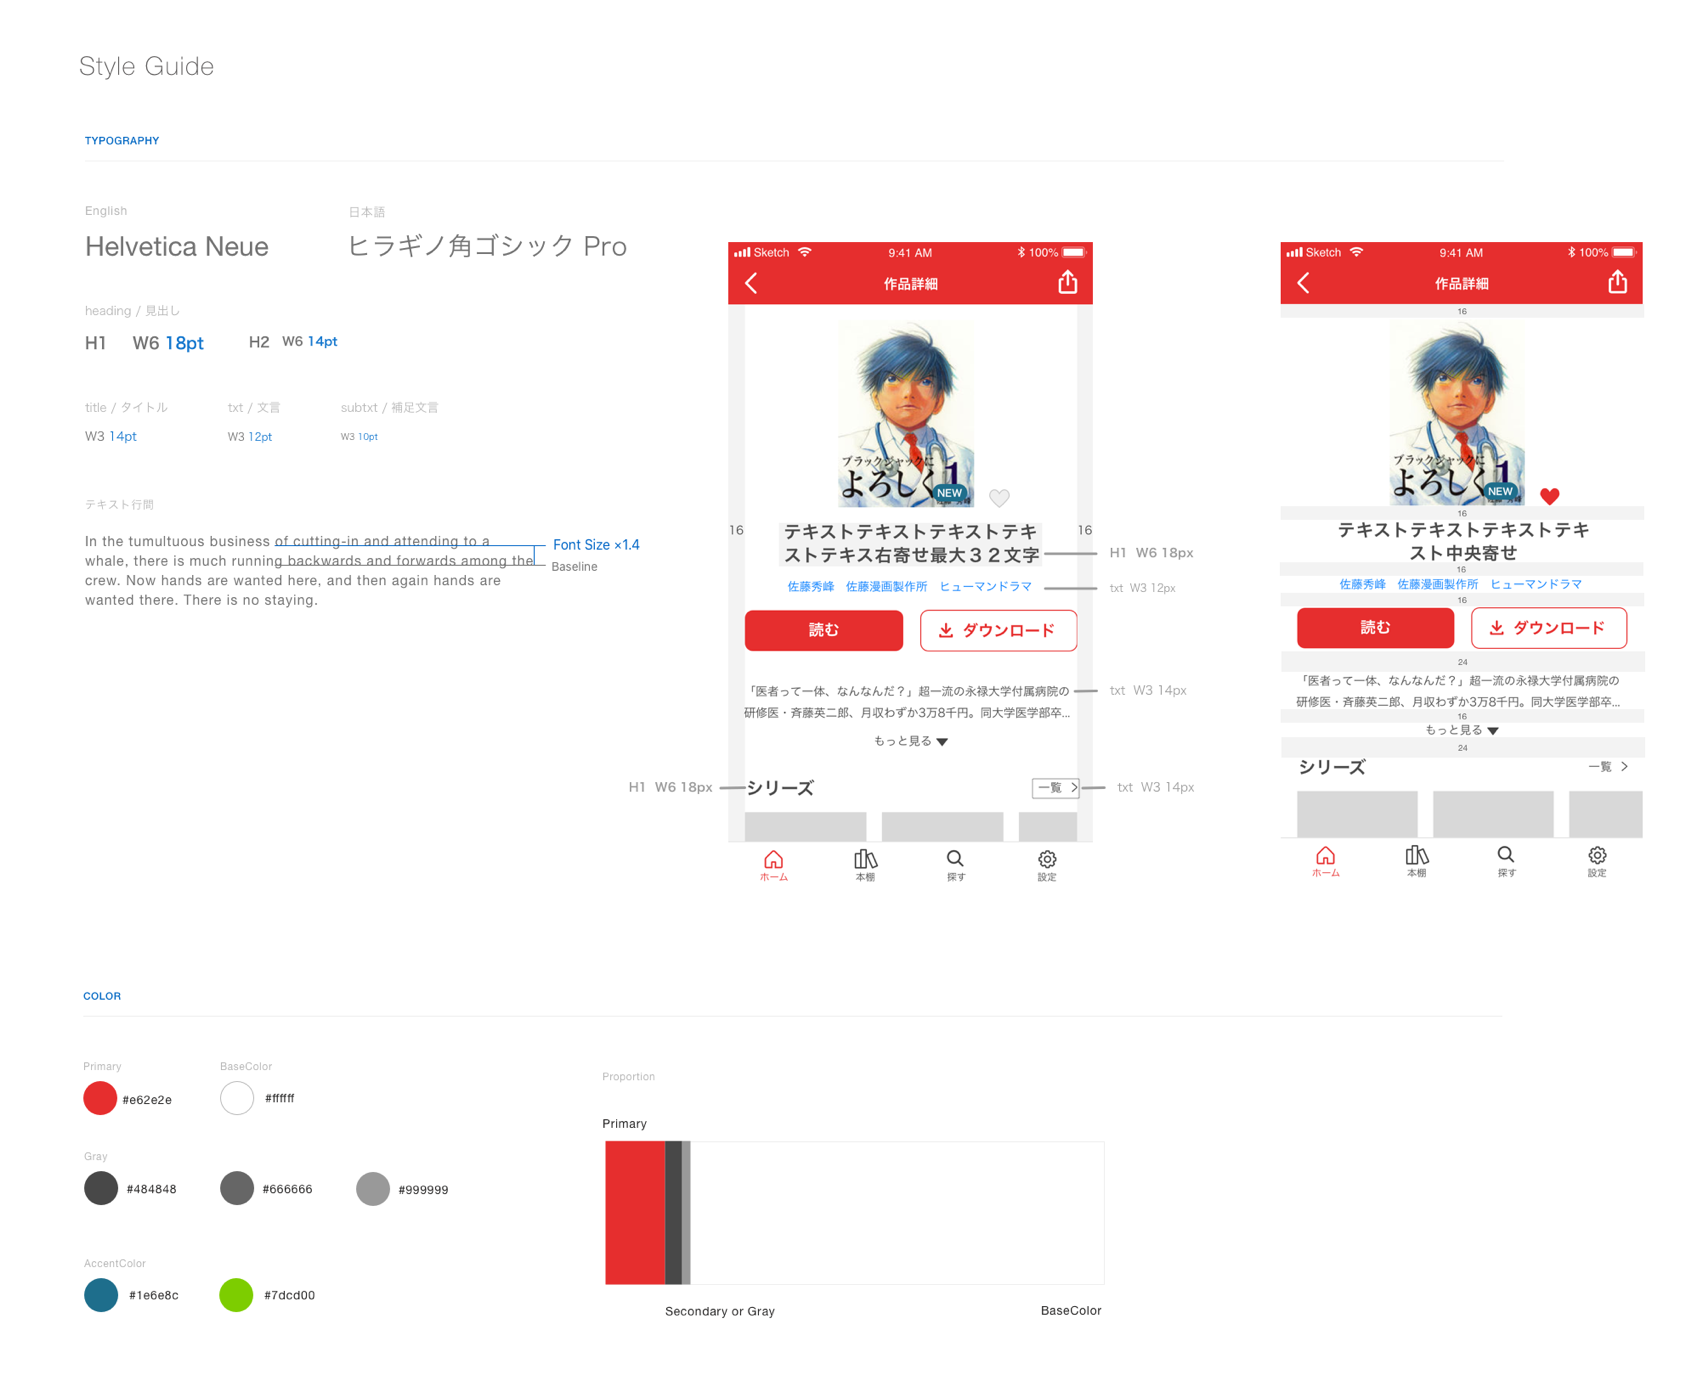 Style Guide
TYPOGRAPHY
English
日本語
Helvetica Neue
ヒラギノ角ゴシック Pro
heading / 見出し
H1 W6 18pt
H2 W6 14pt
title / タイトル
txt / 文言
subtxt / 補足文言
W3 14pt
W3 12pt
W3 10pt
テキスト行間
In the tumultuous business of cutting-in and attending to a
whale, there is much running backwards and forwards among the
crew. Now hands are wanted here, and then again hands are
wanted there. There is no staying.
Font Size ×1.4
Baseline
Sketch 9:41 AM 100%
作品詳細
ブラックジャックに
よろしく 1
NEW
16
16
テキストテキストテキストテキ
ストテキス右寄せ最大３２文字
H1 W6 18px
佐藤秀峰 佐藤漫画製作所 ヒューマンドラマ
txt W3 12px
読む
ダウンロード
「医者って一体、なんなんだ？」超一流の永禄大学付属病院の
研修医・斉藤英二郎、月収わずか3万8千円。同大学医学部卒...
txt W3 14px
もっと見る
H1 W6 18px
シリーズ
一覧
txt W3 14px
ホーム
本棚
探す
設定
Sketch 9:41 AM 100%
作品詳細
16
ブラックジャックに
よろしく 1
NEW
16
テキストテキストテキストテキ
スト中央寄せ
16
佐藤秀峰 佐藤漫画製作所 ヒューマンドラマ
16
読む
ダウンロード
24
「医者って一体、なんなんだ？」超一流の永禄大学付属病院の
研修医・斉藤英二郎、月収わずか3万8千円。同大学医学部卒...
16
もっと見る
24
シリーズ
一覧
ホーム
本棚
探す
設定
COLOR
Primary
BaseColor
#e62e2e
#ffffff
Gray
#484848
#666666
#999999
AccentColor
#1e6e8c
#7dcd00
Proportion
Primary
Secondary or Gray
BaseColor